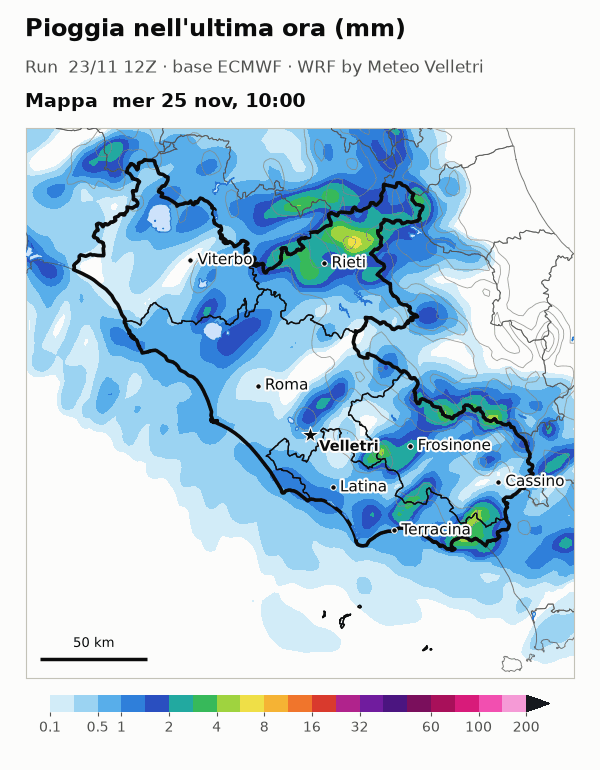 Pioggia nell'ultima ora (mm)
Run  23/11 12Z · base ECMWF · WRF by Meteo Velletri
Mappa  mer 25 nov, 10:00
Viterbo
Rieti
Roma
Velletri
Frosinone
Cassino
Latina
Terracina
50 km
0.1 0.5 1 2 4 8 16 32 60 100 200